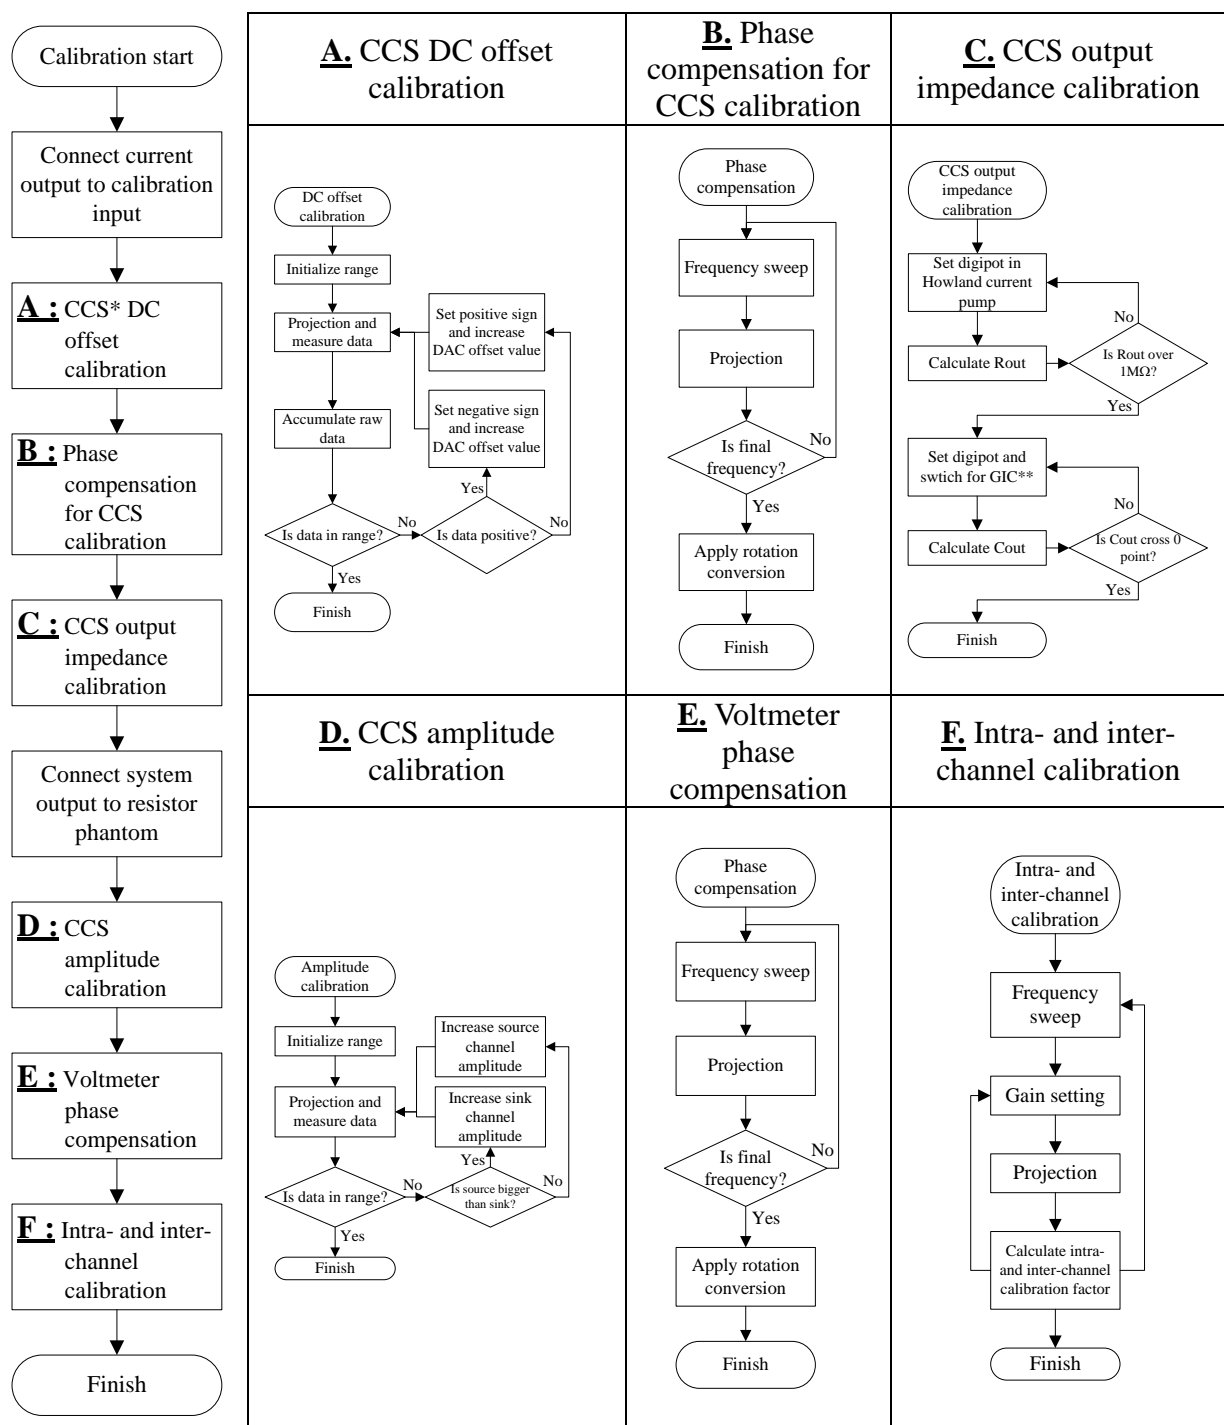 Calibration start
Connect current
output to calibration
input
A : CCS* DC
offset
calibration
B : Phase
compensation
for CCS
calibration
C : CCS output
impedance
calibration
Connect system
output to resistor
phantom
D : CCS
amplitude
calibration
E : Voltmeter
phase
compensation
F : Intra- and inter-
channel
calibration
Finish
A. CCS DC offset
calibration
DC offset
calibration
Initialize range
Projection and
measure data
Set positive sign
and increase
DAC offset value
Accumulate raw
data
Set negative sign
and increase
DAC offset value
Yes
Is data in range?
No
Is data positive?
No
Yes
Finish
B. Phase
compensation for
CCS calibration
Phase
compensation
Frequency sweep
Projection
Is final
frequency?
No
Yes
Apply rotation
conversion
Finish
C. CCS output
impedance calibration
CCS output
impedance
calibration
Set digipot in
Howland current
pump
No
Calculate Rout
Is Rout over
1MΩ?
Yes
Set digipot and
swtich for GIC**
No
Calculate Cout
Is Cout cross 0
point?
Yes
Finish
D. CCS amplitude
calibration
Amplitude
calibration
Initialize range
Increase source
channel
amplitude
Projection and
measure data
Increase sink
channel
amplitude
Yes
Is data in range?
No
Is source bigger
than sink?
No
Yes
Finish
E. Voltmeter
phase
compensation
Phase
compensation
Frequency sweep
Projection
Is final
frequency?
No
Yes
Apply rotation
conversion
Finish
F. Intra- and inter-
channel calibration
Intra- and
inter-channel
calibration
Frequency
sweep
Gain setting
Projection
Calculate intra-
and inter-channel
calibration factor
Finish